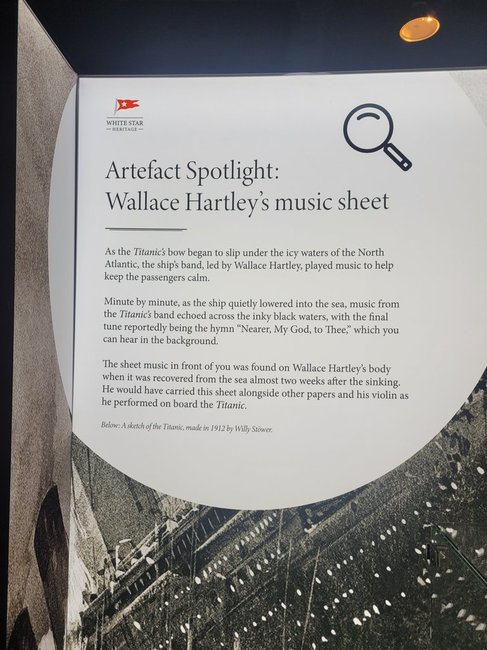 WHITE STAR
HERITAGE
Artefact Spotlight:
Wallace Hartley's music sheet
As the Titanic's bow began to slip under the icy waters of the North
Atlantic, the ship's band, led by Wallace Hartley, played music to help
keep the passengers calm.
Minute by minute, as the ship quietly lowered into the sea, music from
the Titanic's band echoed across the inky black waters, with the final
tune reportedly being the hymn “Nearer, My God, to Thee,” which you
can hear in the background.
The sheet music in front of you was found on Wallace Hartley's body
when it was recovered from the sea almost two weeks after the sinking.
He would have carried this sheet alongside other papers and his violin as
he performed on board the Titanic.
Below: A sketch of the Titanic, made in 1912 by Willy Stöwer.